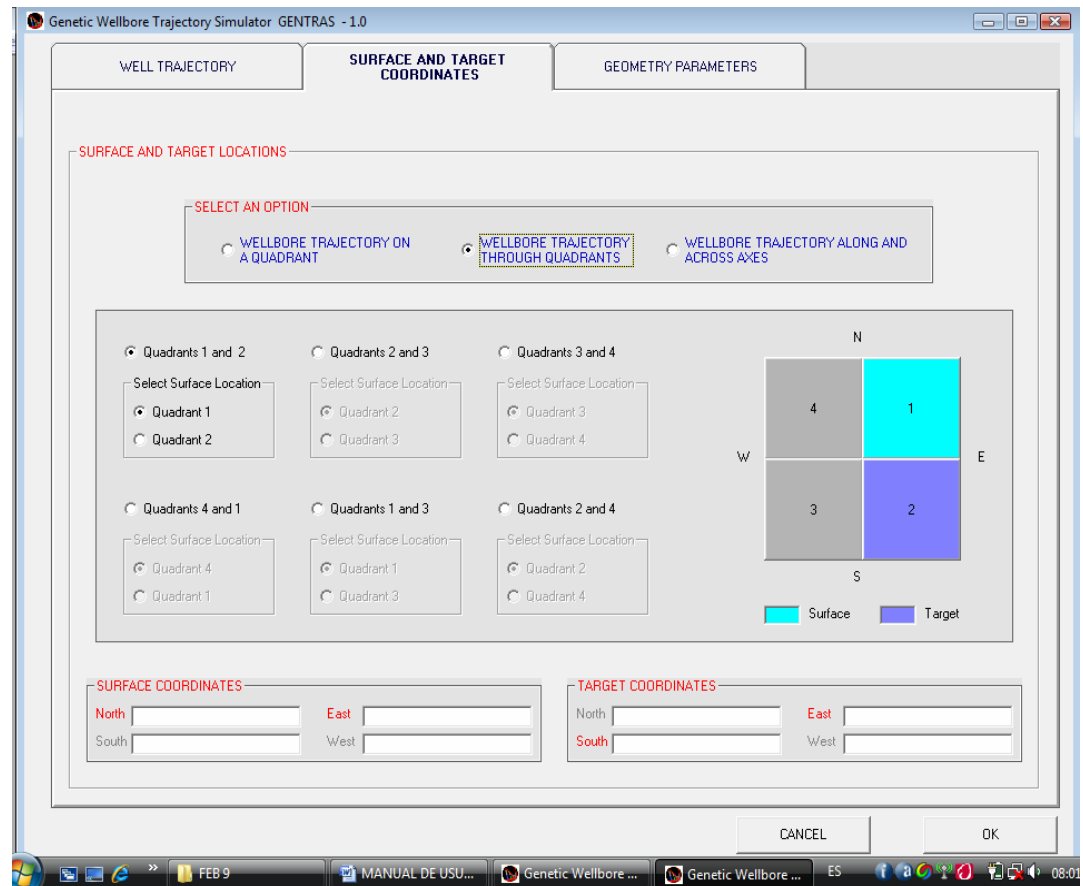 Genetic Wellbore Trajectory Simulator GENTRAS - 1.0
WELL TRAJECTORY
SURFACE AND TARGET
COORDINATES
GEOMETRY PARAMETERS
SURFACE AND TARGET LOCATIONS
SELECT AN OPTION
WELLBORE TRAJECTORY ON
A QUADRANT
WELLBORE TRAJECTORY
THROUGH QUADRANTS
WELLBORE TRAJECTORY ALONG AND
ACROSS AXES
Quadrants 1 and 2
Select Surface Location
Quadrant 1
Quadrant 2
Quadrants 2 and 3
Select Surface Location
Quadrant 2
Quadrant 3
Quadrants 3 and 4
Select Surface Location
Quadrant 3
Quadrant 4
Quadrants 4 and 1
Select Surface Location
Quadrant 4
Quadrant 1
Quadrants 1 and 3
Select Surface Location
Quadrant 1
Quadrant 3
Quadrants 2 and 4
Select Surface Location
Quadrant 2
Quadrant 4
N
4 1
W E
3 2
S
Surface Target
SURFACE COORDINATES
North East
South West
TARGET COORDINATES
North East
South West
CANCEL OK
» FEB 9 MANUAL DE USU... Genetic Wellbore ... Genetic Wellbore ... ES 08:01